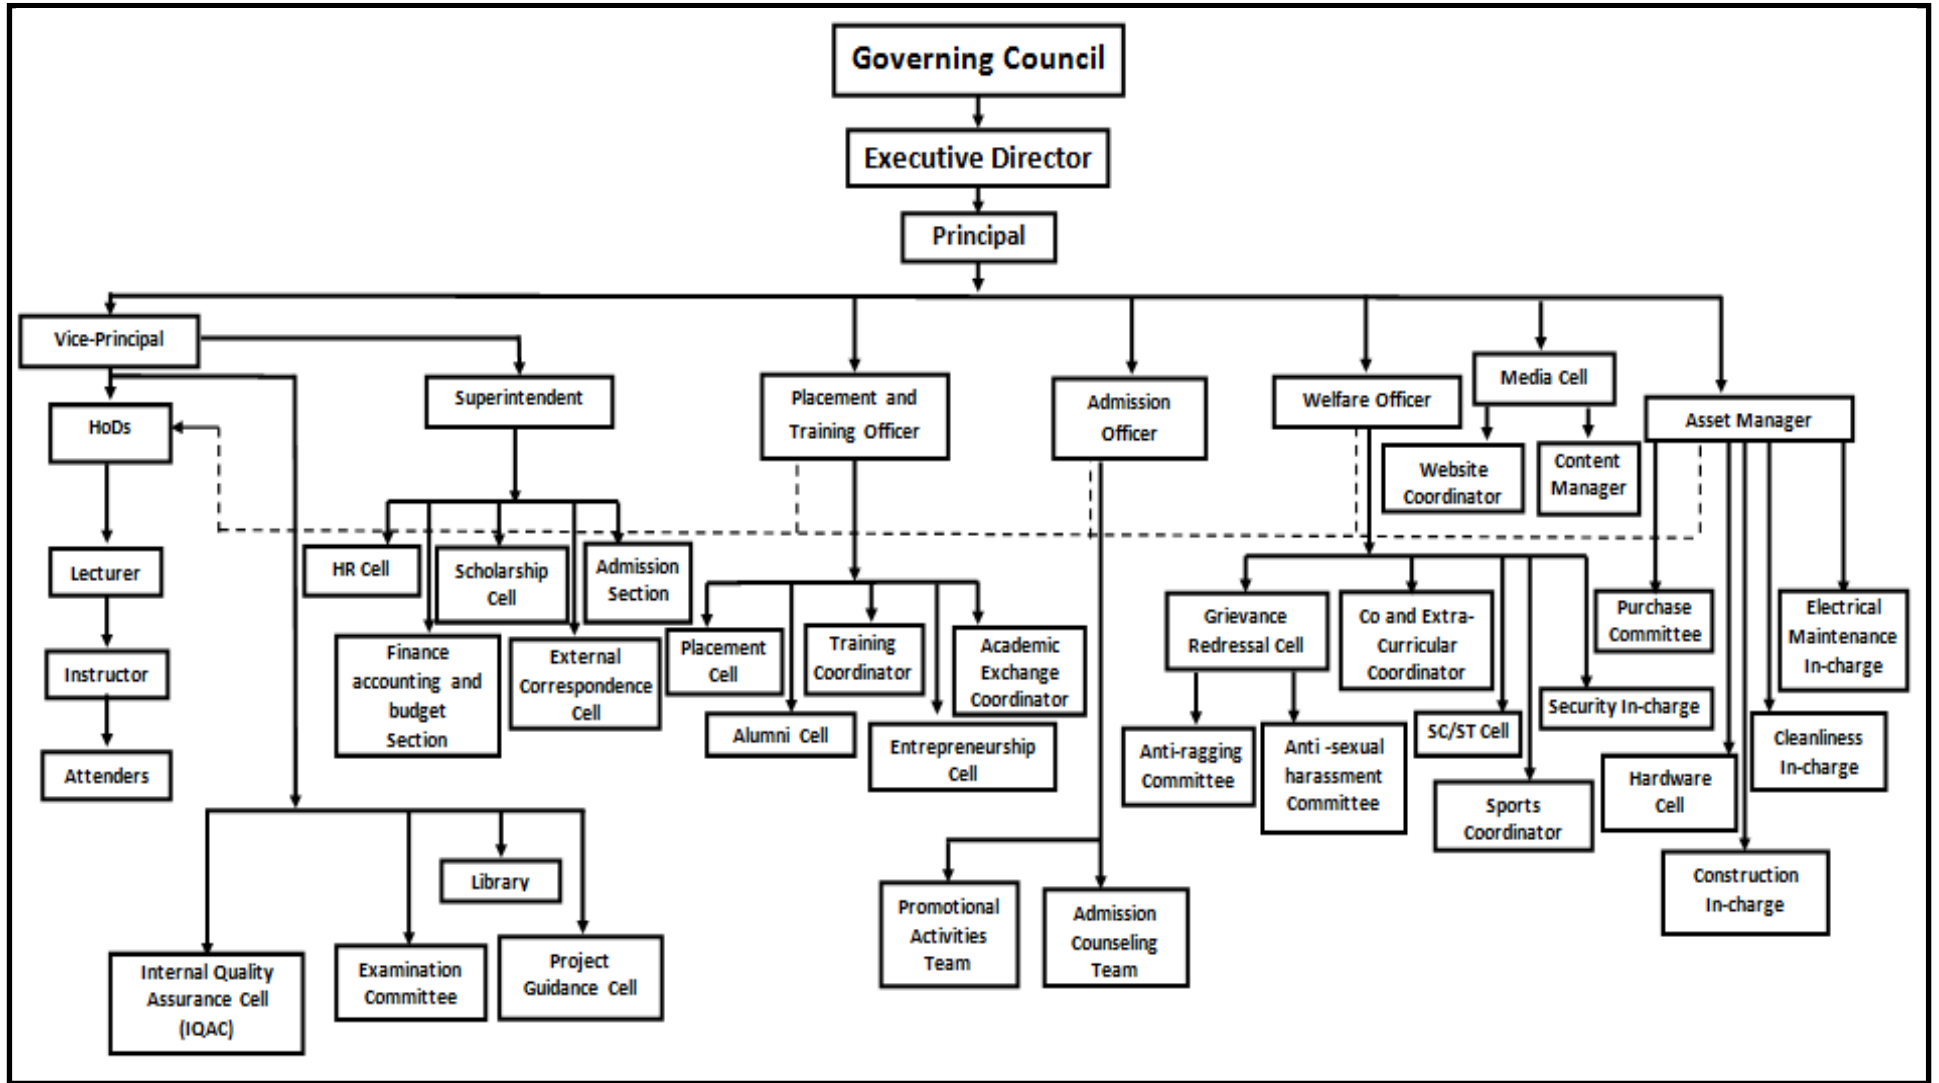 Governing Council
Executive Director
Principal
Vice-Principal
Superintendent
Placement and
Training Officer
Admission
Officer
Welfare Officer
Media Cell
Asset Manager
HoDs
Website
Coordinator
Content
Manager
Lecturer
HR Cell
Scholarship
Cell
Admission
Section
Instructor
Finance
accounting and
budget
Section
External
Correspondence
Cell
Placement
Cell
Training
Coordinator
Academic
Exchange
Coordinator
Alumni Cell
Entrepreneurship
Cell
Grievance
Redressal Cell
Co and Extra-
Curricular
Coordinator
Purchase
Committee
Electrical
Maintenance
In-charge
Security In-charge
SC/ST Cell
Anti-ragging
Committee
Anti -sexual
harassment
Committee
Cleanliness
In-charge
Hardware
Cell
Sports
Coordinator
Attenders
Library
Construction
In-charge
Promotional
Activities
Team
Admission
Counseling
Team
Internal Quality
Assurance Cell
(IQAC)
Examination
Committee
Project
Guidance Cell